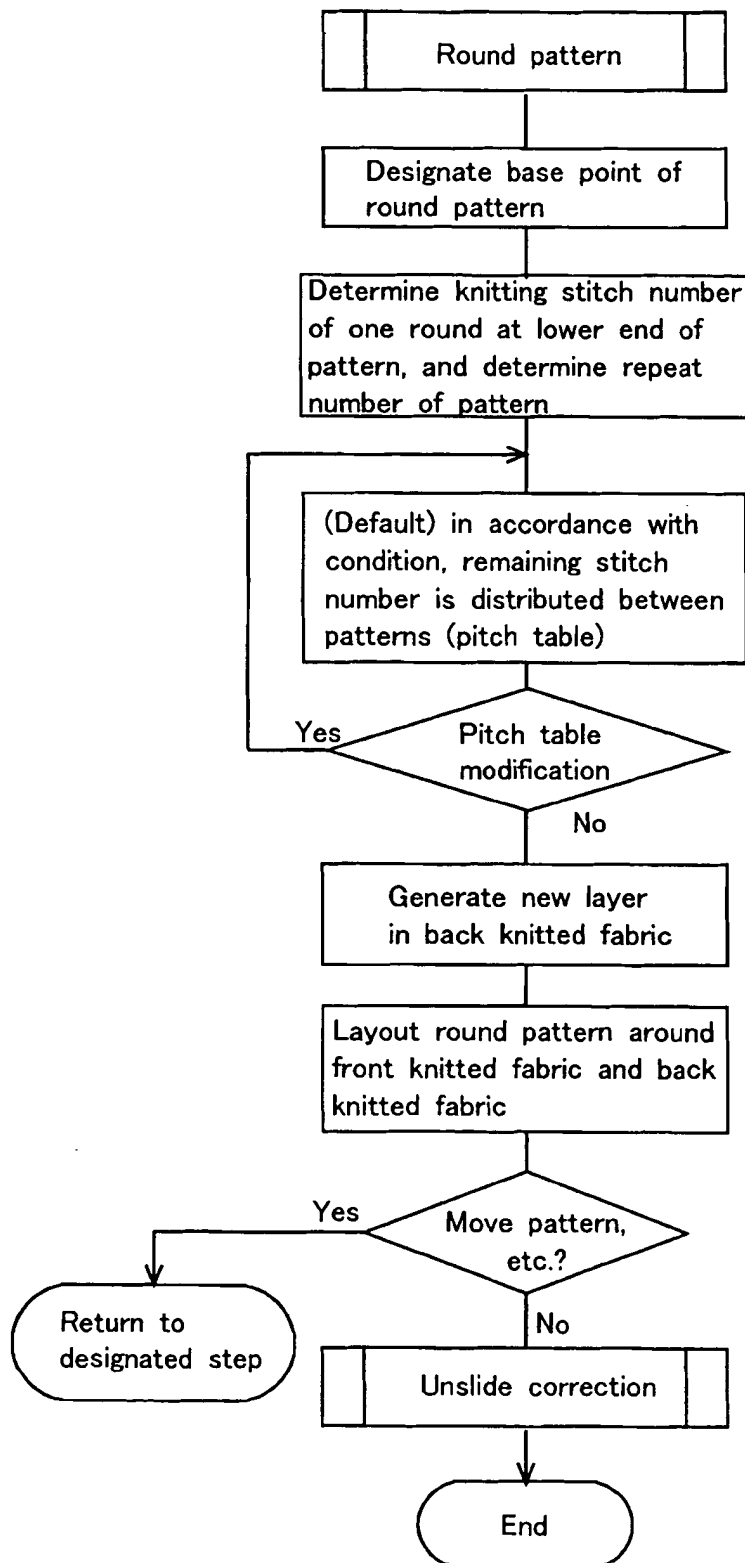 Round pattern
Designate base point of
round pattern
Determine knitting stitch number
of one round at lower end of
pattern, and determine repeat
number of pattern
(Default) in accordance with
condition, remaining stitch
number is distributed between
patterns (pitch table)
Yes
Pitch table
modification
No
Generate new layer
in back knitted fabric
Layout round pattern around
front knitted fabric and back
knitted fabric
Yes
Move pattern,
etc.?
Return to
designated step
No
Unslide correction
End